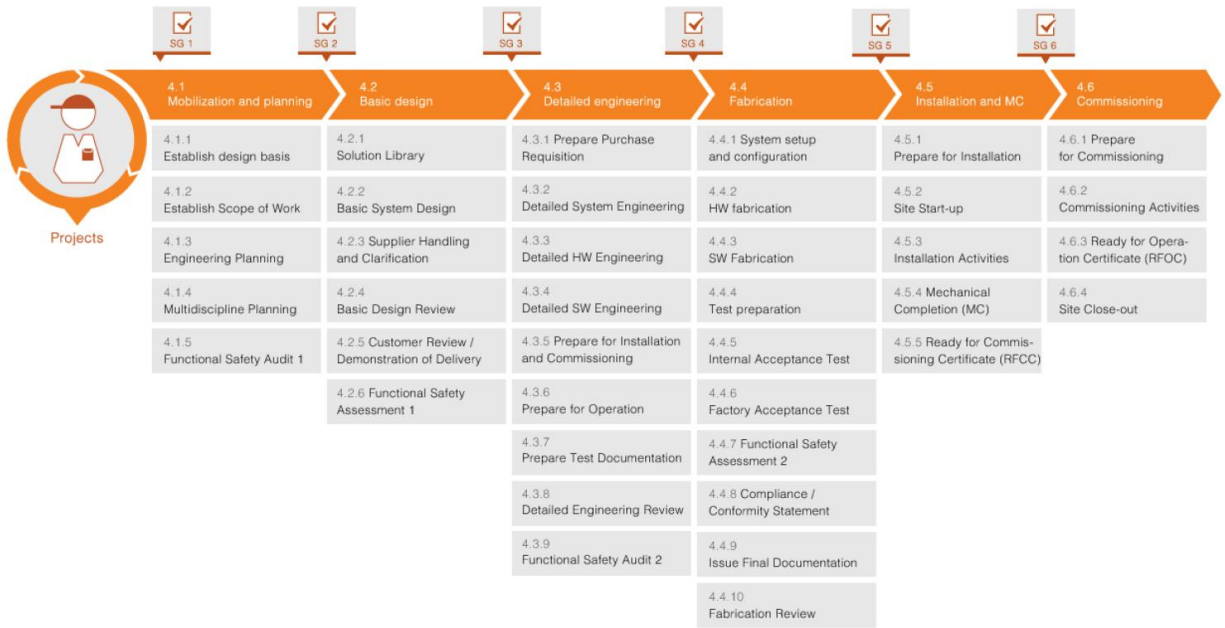 SG 1
SG 2
SG 3
SG 4
SG 5
SG 6
Projects
4.1
Mobilization and planning
4.1.1
Establish design basis
4.1.2
Establish Scope of Work
4.1.3
Engineering Planning
4.1.4
Multidiscipline Planning
4.1.5
Functional Safety Audit 1
4.2
Basic design
4.2.1
Solution Library
4.2.2
Basic System Design
4.2.3 Supplier Handling
and Clarification
4.2.4
Basic Design Review
4.2.5 Customer Review /
Demonstration of Delivery
4.2.6 Functional Safety
Assessment 1
4.3
Detailed engineering
4.3.1 Prepare Purchase
Requisition
4.3.2
Detailed System Engineering
4.3.3
Detailed HW Engineering
4.3.4
Detailed SW Engineering
4.3.5 Prepare for Installation
and Commissioning
4.3.6
Prepare for Operation
4.3.7
Prepare Test Documentation
4.3.8
Detailed Engineering Review
4.3.9
Functional Safety Audit 2
4.4
Fabrication
4.4.1 System setup
and configuration
4.4.2
HW fabrication
4.4.3
SW Fabrication
4.4.4
Test preparation
4.4.5
Internal Acceptance Test
4.4.6
Factory Acceptance Test
4.4.7 Functional Safety
Assessment 2
4.4.8 Compliance /
Conformity Statement
4.4.9
Issue Final Documentation
4.4.10
Fabrication Review
4.5
Installation and MC
4.5.1
Prepare for Installation
4.5.2
Site Start-up
4.5.3
Installation Activities
4.5.4 Mechanical
Completion (MC)
4.5.5 Ready for Commis-
sioning Certificate (RFCC)
4.6
Commissioning
4.6.1 Prepare
for Commissioning
4.6.2
Commissioning Activities
4.6.3 Ready for Opera-
tion Certificate (RFOC)
4.6.4
Site Close-out